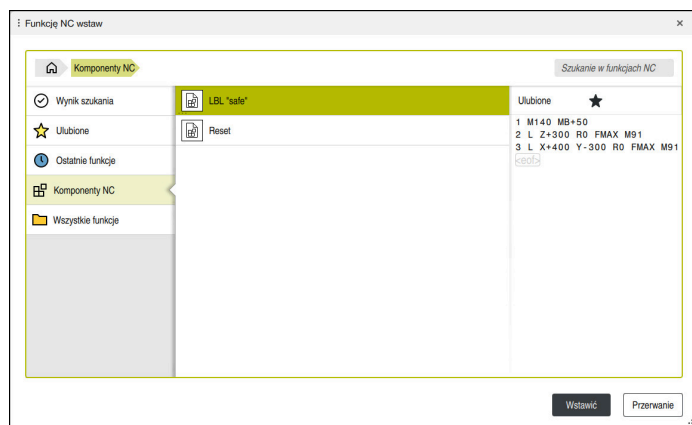 Funkcję NC wstaw
Komponenty NC
Szukanie w funkcjach NC
Wynik szukania
Ulubione
Ostatnie funkcje
Komponenty NC
Wszystkie funkcje
LBL "safe"
Reset
Ulubione
1 M140 MB+50
2 L Z+300 R0 FMAX M91
3 L X+400 Y-300 R0 FMAX M91
<eof>
Wstawić
Przerwanie